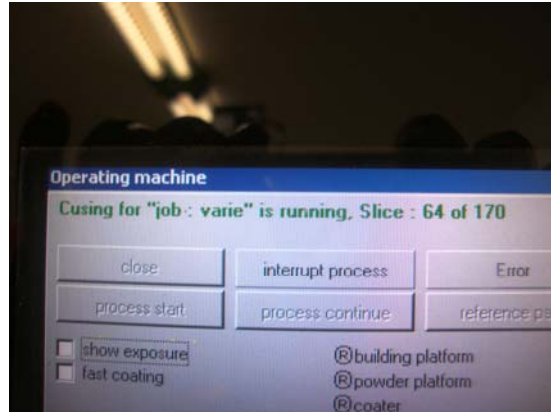 Operating machine
Cusing for "job : varie" is running, Slice : 64 of 170
close interrupt process Error
process start process continue reference
show exposure ®building platform
fast coating ®powder platform
®coater